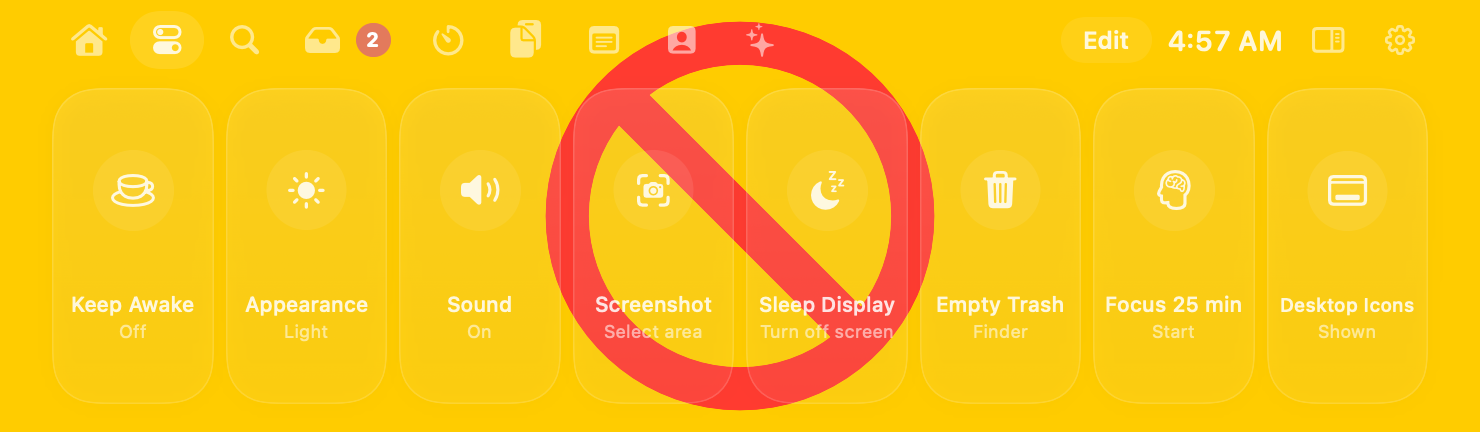 2
Edit
4:57 AM
Keep Awake
Off
Appearance
Light
Sound
On
Screenshot
Select area
Sleep Display
Turn off screen
Empty Trash
Finder
Focus 25 min
Start
Desktop Icons
Shown